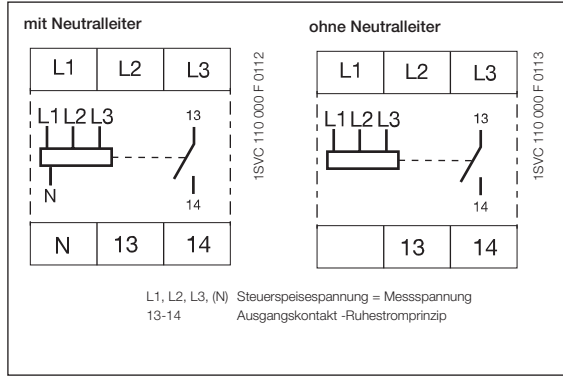 mit Neutralleiter
L1 L2 L3
L1 L2 L3
13
N
14
N 13 14
1SVC 110 000 F 0112
ohne Neutralleiter
L1 L2 L3
L1 L2 L3
13
14
13 14
1SVC 110 000 F 0113
L1, L2, L3, (N) Steuerspeisespannung = Messspannung
13-14 Ausgangskontakt -Ruhestromprinzip